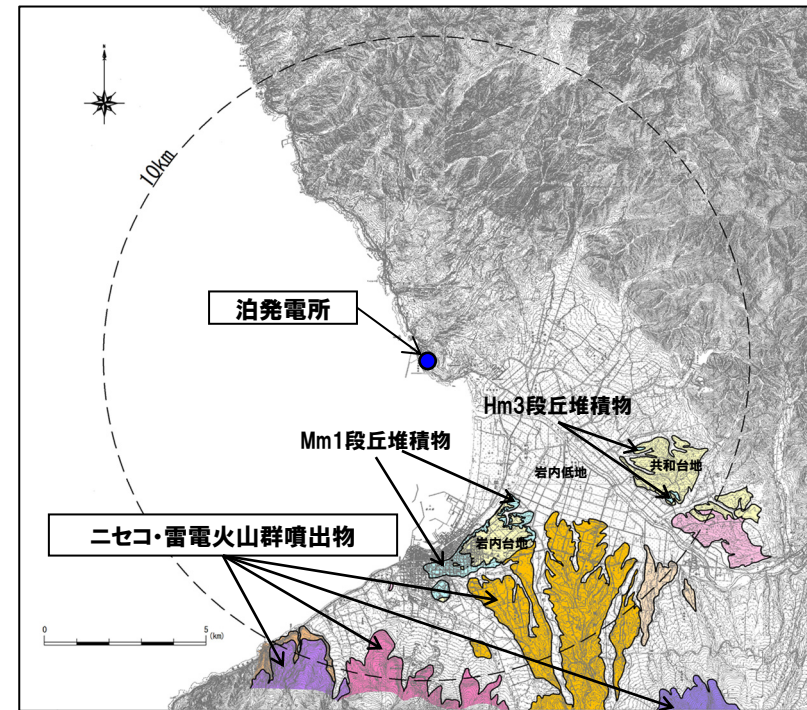 10km
泊発電所
Hm3段丘堆積物
Mm1段丘堆積物
共和台地
岩内低地
岩内台地
ニセコ・雷電火山群噴出物
0
5
(km)